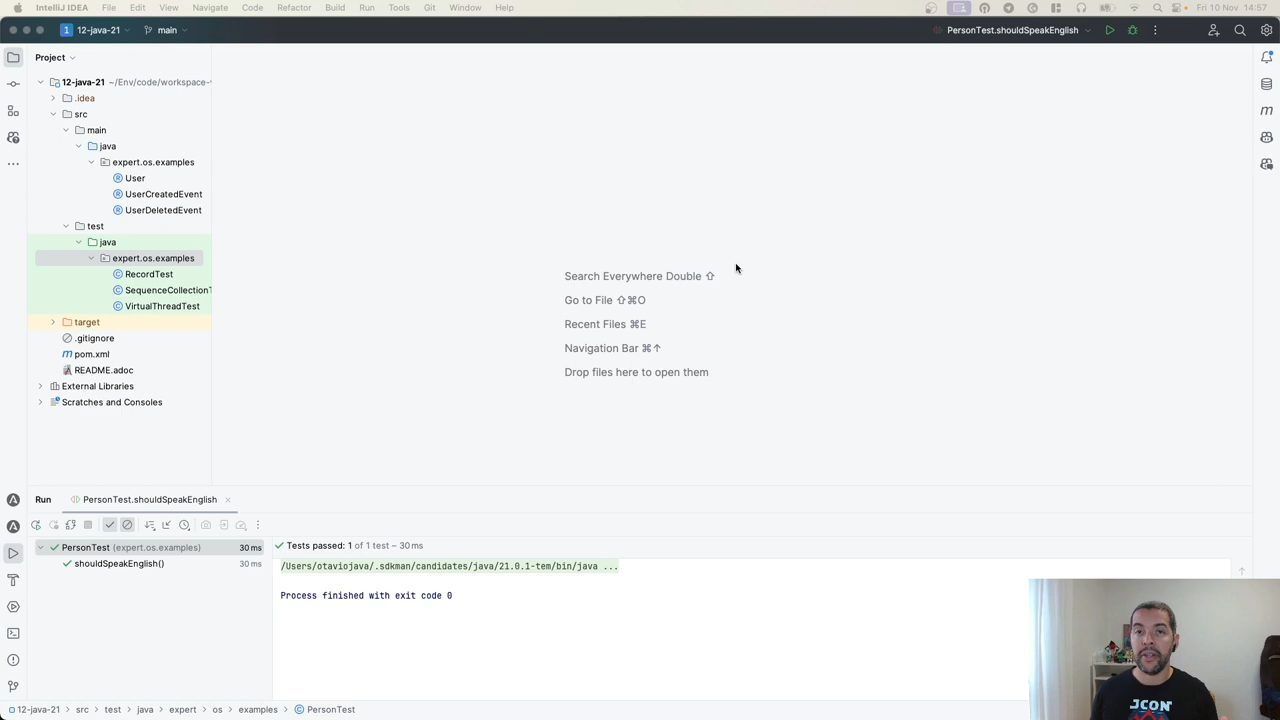 IntelliJ IDEA File Edit View Navigate Code Refactor Build Run Tools Git Window Help Fri 10 Nov 14:57
1 12-java-21 main PersonTest.shouldSpeakEnglish
Project
12-java-21 ~/Env/code/workspace-
.idea
src
main
java
expert.os.examples
User
UserCreatedEvent
UserDeletedEvent
test
java
expert.os.examples
RecordTest
SequenceCollectionT
VirtualThreadTest
target
.gitignore
pom.xml
README.adoc
External Libraries
Scratches and Consoles
Search Everywhere Double ⇧
Go to File ⇧⌘O
Recent Files ⌘E
Navigation Bar ⌘↑
Drop files here to open them
Run PersonTest.shouldSpeakEnglish
PersonTest (expert.os.examples) 30 ms
shouldSpeakEnglish() 30 ms
Tests passed: 1 of 1 test – 30 ms
/Users/otaviojava/.sdkman/candidates/java/21.0.1-tem/bin/java ...
Process finished with exit code 0
JCON
12-java-21 > src > test > java > expert > os > examples > PersonTest